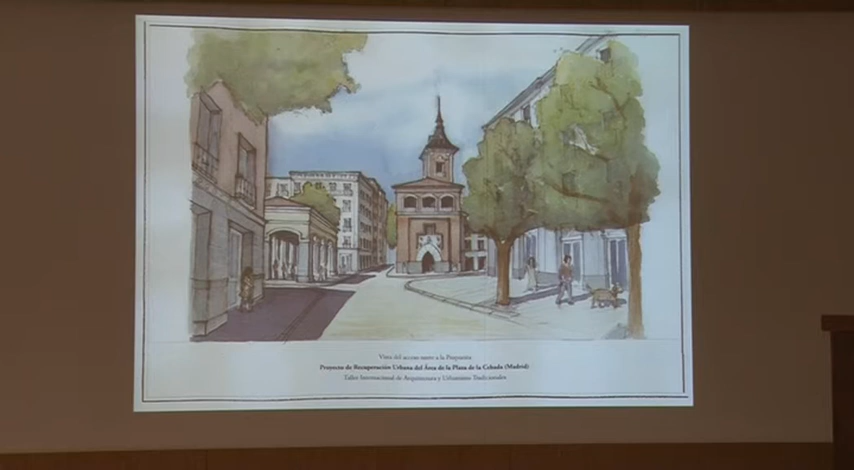 Vista del acceso norte a la Propuesta
Proyecto de Recuperación Urbana del Área de la Plaza de la Cebada (Madrid)
Taller Internacional de Arquitectura y Urbanismo Tradicionales